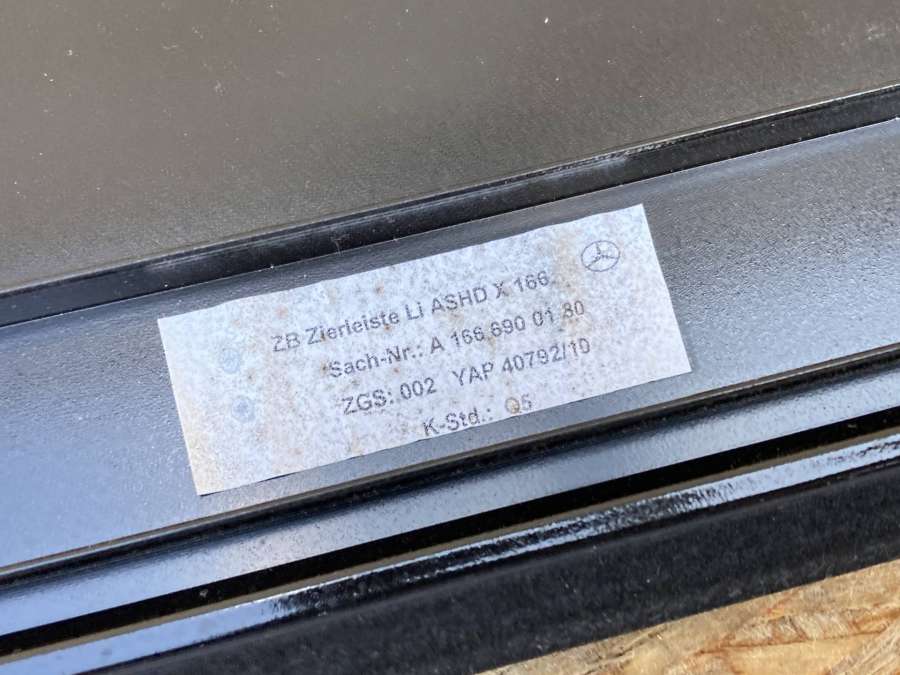 ZB Zierleiste Li ASHD X 166
Sach-Nr.: A 166 690 01 80
ZGS: 002 YAP 40792/10
K-Std.: Q5